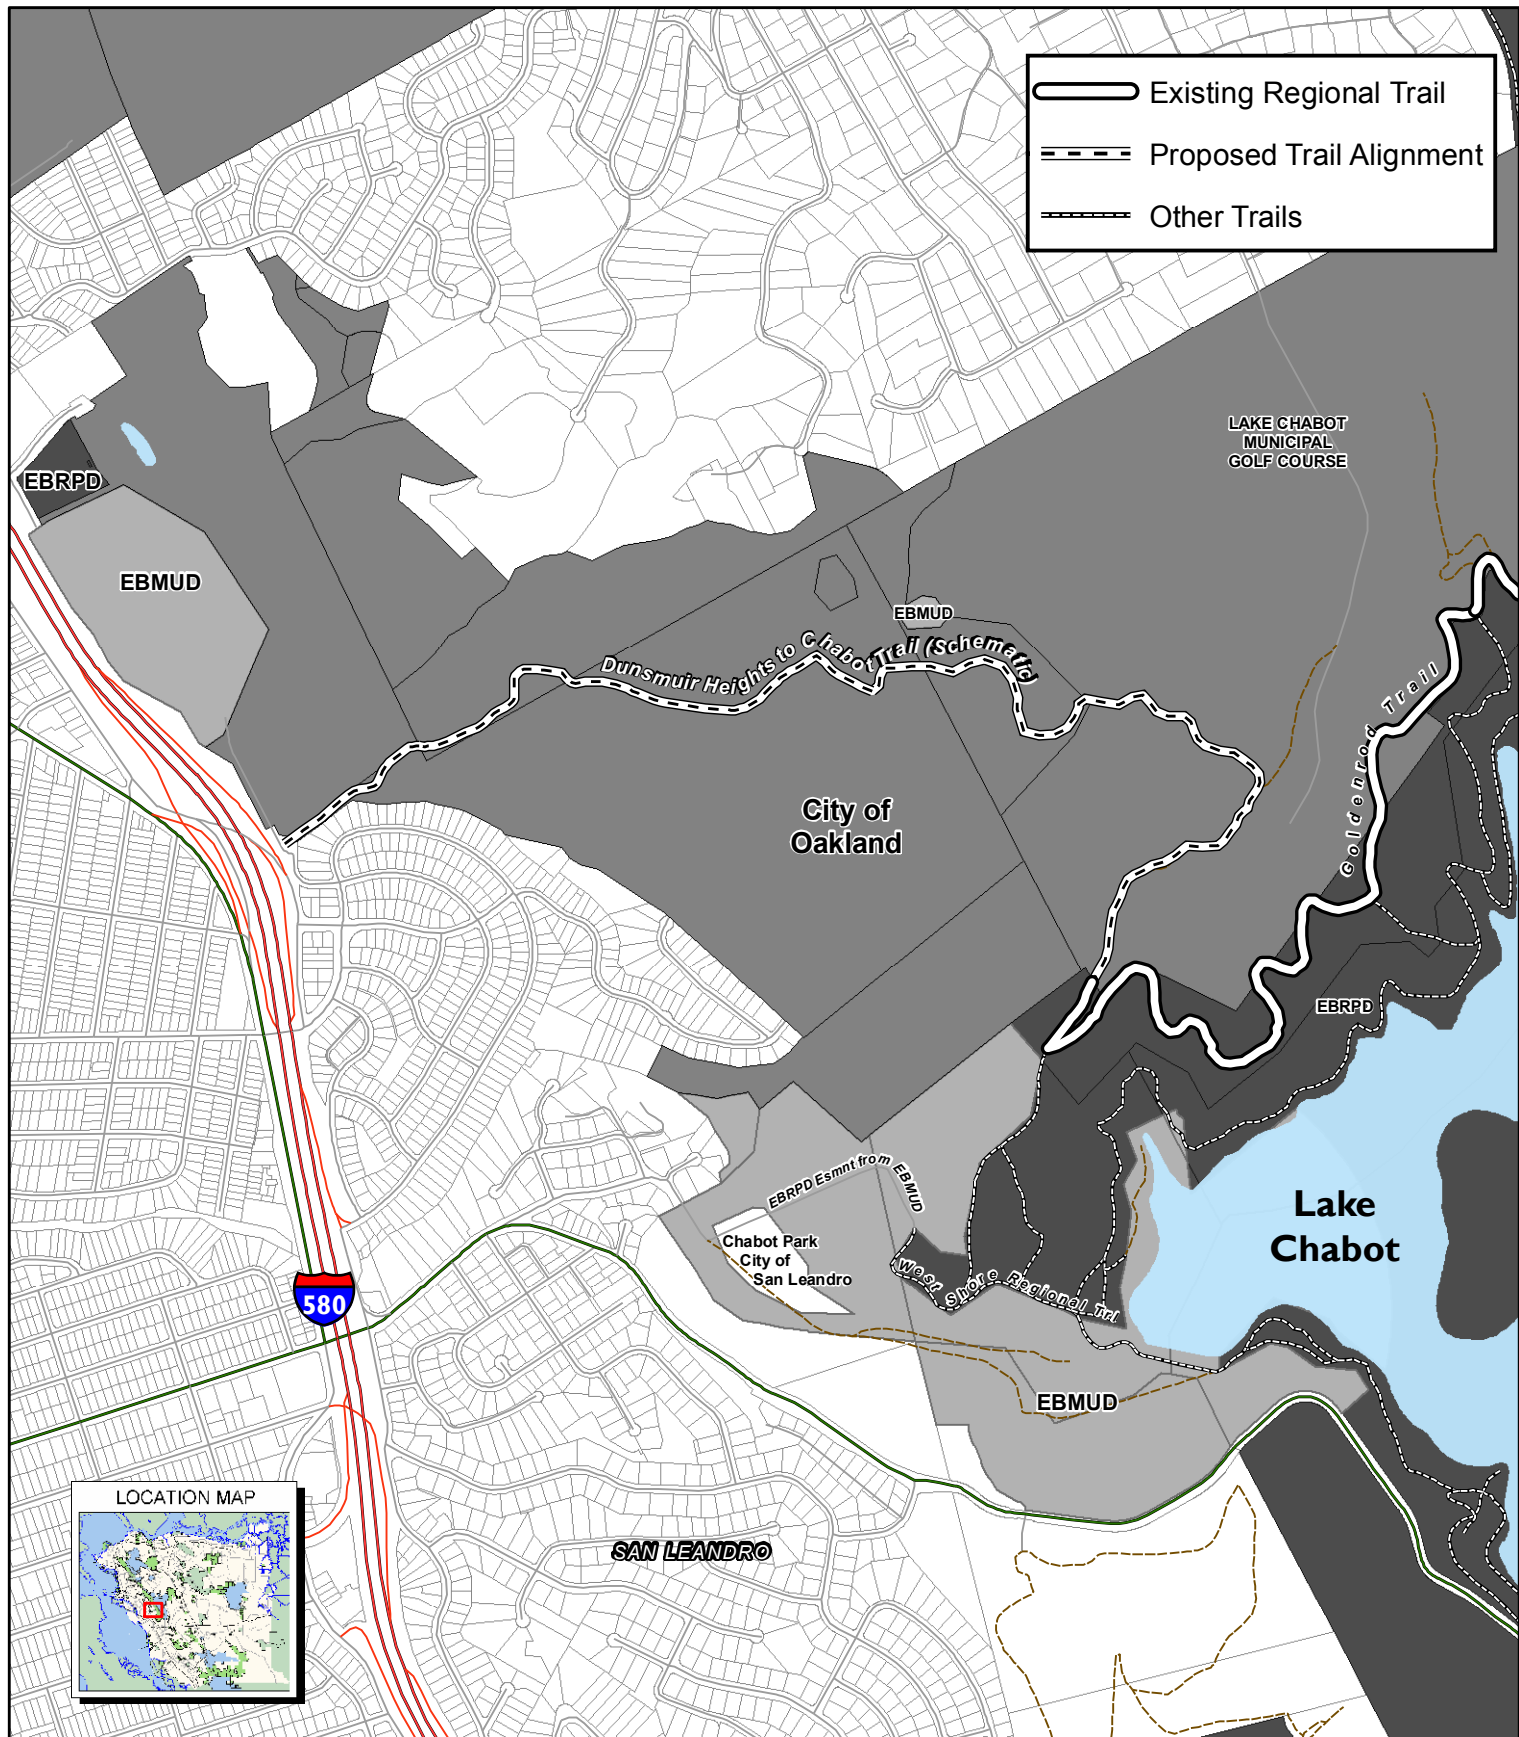 Existing Regional Trail
Proposed Trail Alignment
Other Trails
LAKE CHABOT
MUNICIPAL
GOLF COURSE
EBRPD
EBMUD
EBMUD
Dunsmuir Heights to Chabot Trail (Schematic)
Goldenrod Trail
City of
Oakland
EBRPD
EBRPD Esmnt from EBMUD
Lake
Chabot
Chabot Park
City of
San Leandro
Wesr Shore Regional Trl
580
EBMUD
LOCATION MAP
SAN LEANDRO